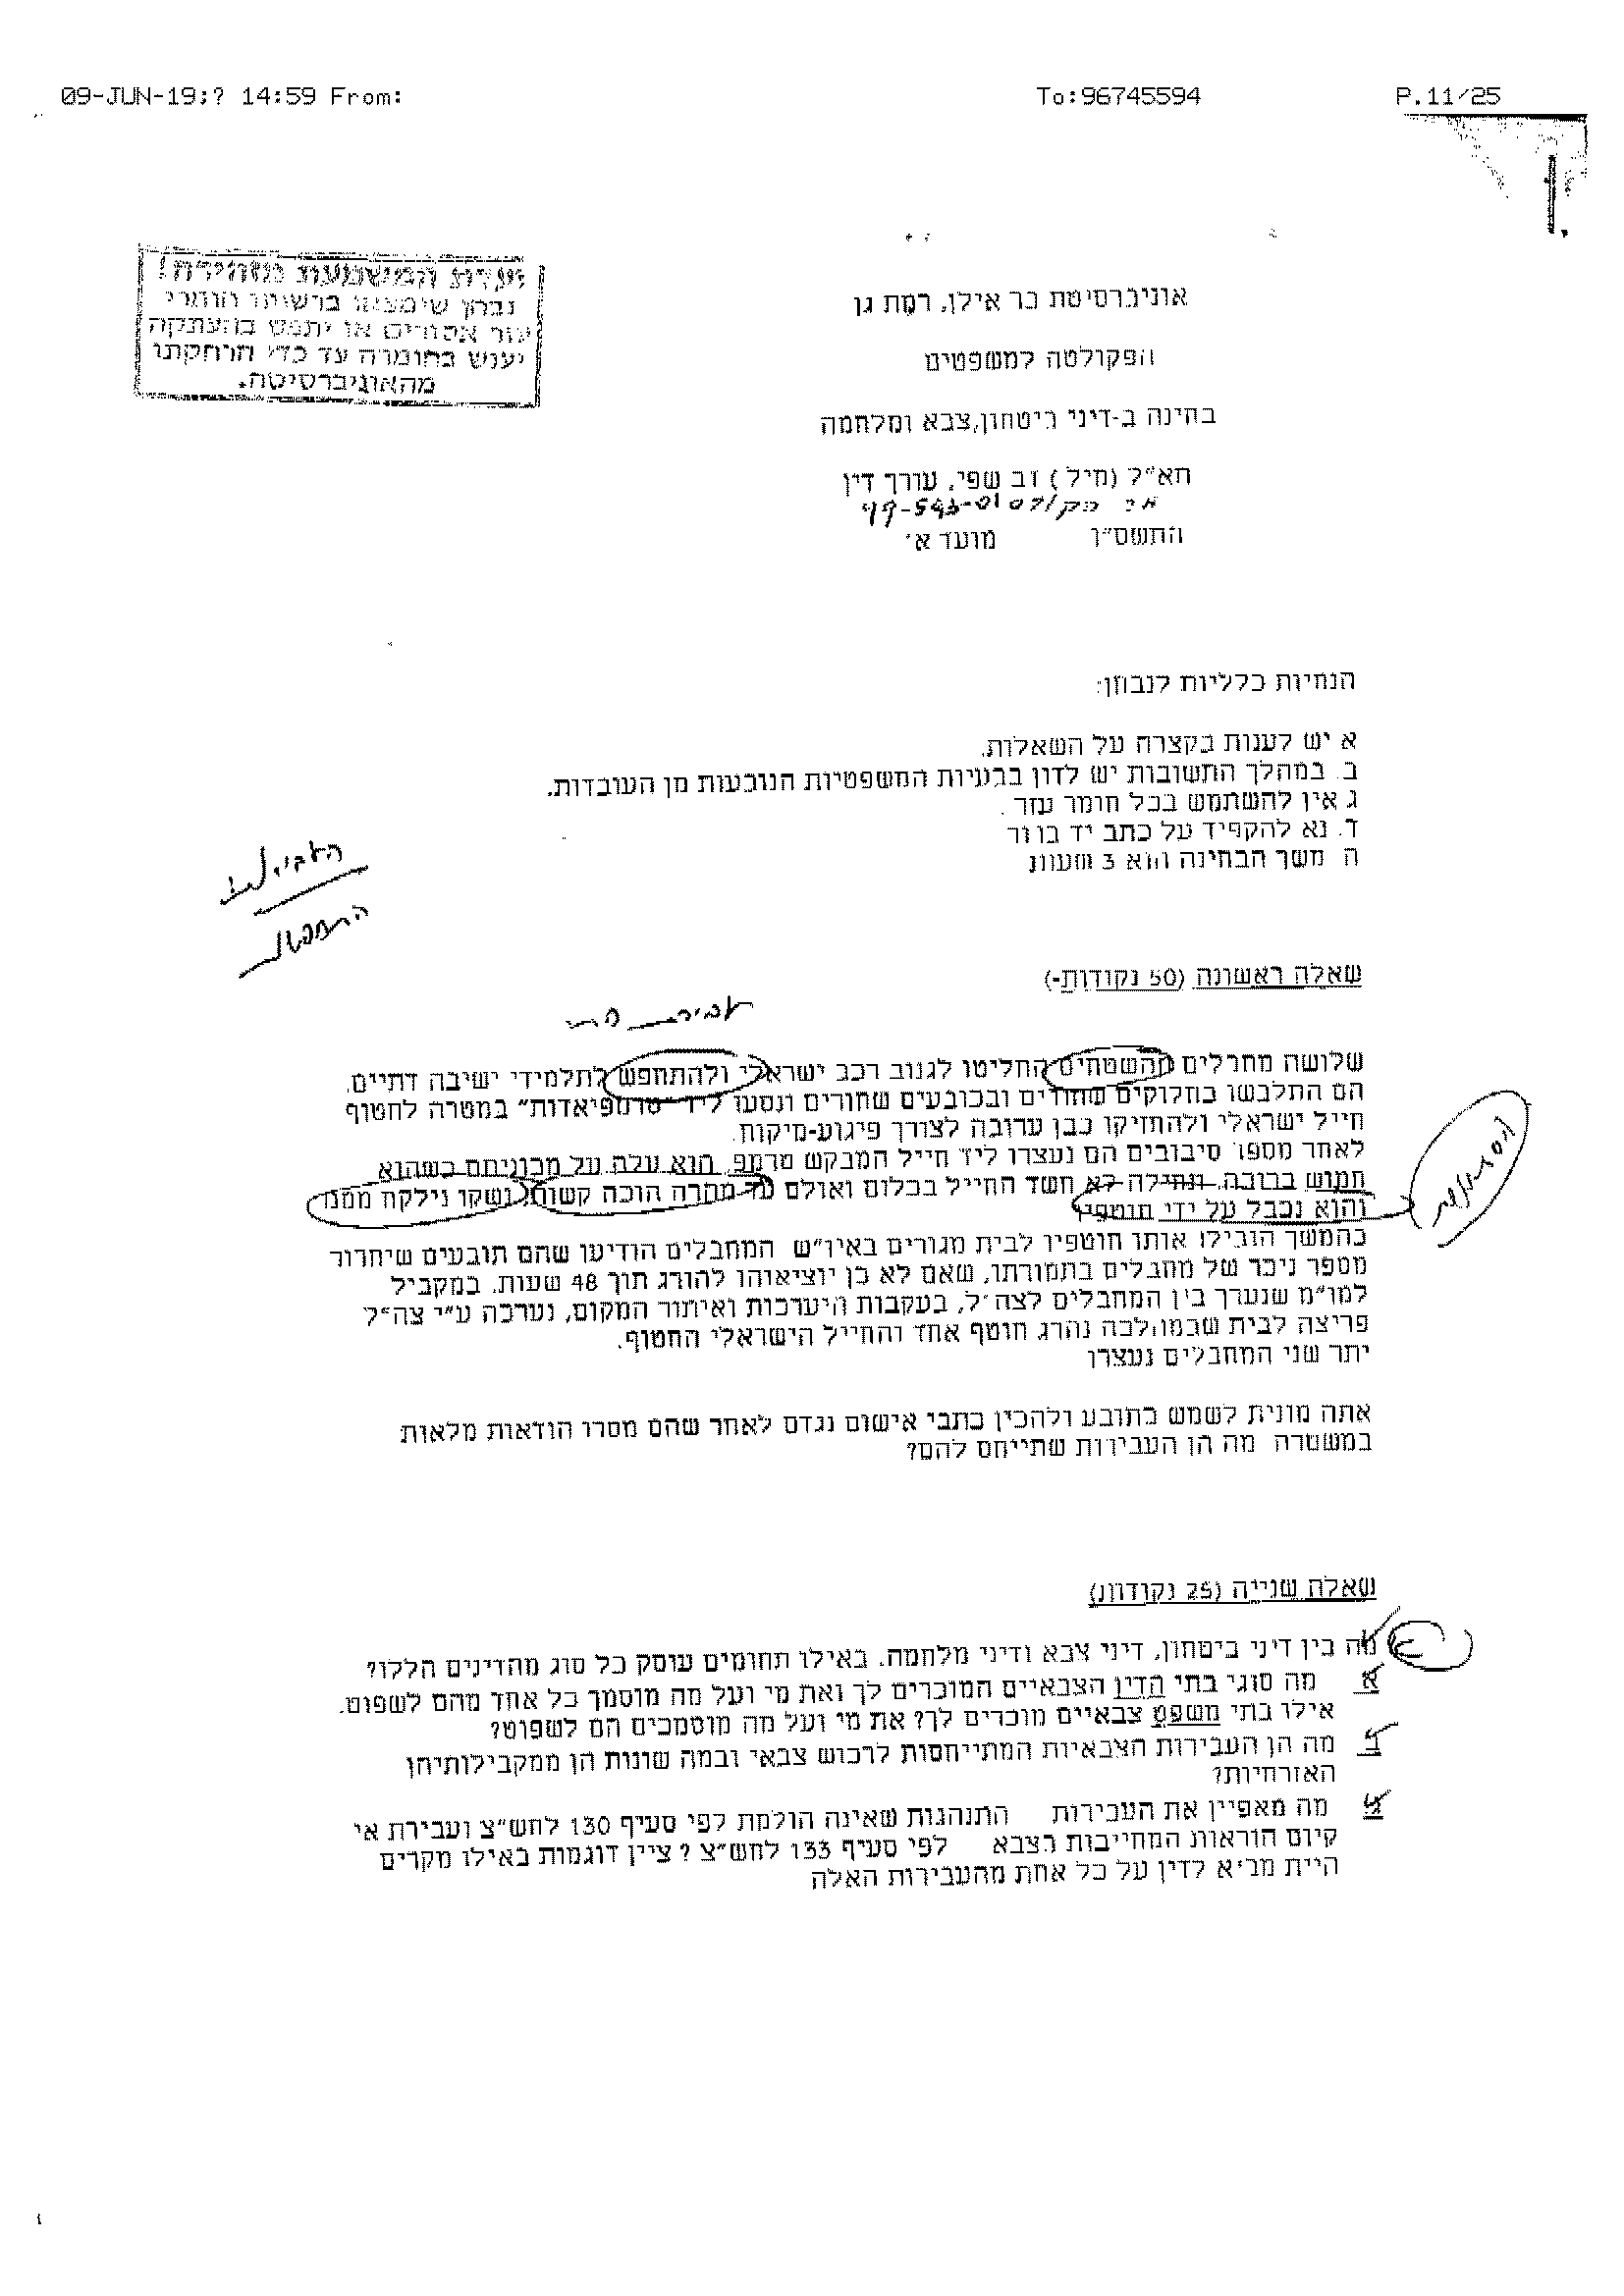 09-JUN-19;? 14:59 From: To:96745594 P.11/25
ועדת המשמעת מזהירה!
נבחן שימצאו ברשותו חומרי
עזר אסורים או יתפס בהעתקה
יענש בחומרה עד כדי הרחקתו
מהאוניברסיטה.
אוניברסיטת בר אילן, רמת גן
הפקולטה למשפטים
בחינה ב-דיני ביטחון,צבא ומלחמה
תא"ל (מיל') זב שפי, עורך דין
99-593-01
התשס"ו מועד א'
הנחיות כלליות לנבחן:
א יש לענות בקצרה על השאלות.
ב. במהלך התשובות יש לדון בבעיות המשפטיות הנובעות מן העובדות.
ג אין להשתמש בכל חומר עזר.
ד. נא להקפיד על כתב יד ברור
ה משך הבחינה הוא 3 שעות
שאלה ראשונה (50 נקודות-)
שלושה מחבלים מהשטחים החליטו לגנוב רכב ישראלי ולהתחפש לתלמידי ישיבה דתיים.
הם התלבשו בחלוקים שחורים ובכובעים שחורים ונסעו ליד "טרמפיאדות" במטרה לחטוף
חייל ישראלי ולהחזיקו כבן ערובה לצורך פיגוע-מיקוח.
לאחר מספר סיבובים הם נעצרו ליד חייל המבקש טרמפ. הוא עלה על מכוניתם כשהוא
חמוש ברובה. תחילה לא חשד החייל בכלום ואולם עד מהרה הוכה קשות, נשקו נילקח ממנו
והוא נכבל על ידי חוטפיו
בהמשך הובילו אותו חוטפיו לבית מגורים באיו"ש המחבלים הודיעו שהם תובעים שיחרור
מספר ניכר של מחבלים בתמורתו, שאם לא כן יוציאוהו להורג תוך 48 שעות. במקביל
למו"מ שנערך בין המחבלים לצה"ל, בעקבות היערכות ואיתור המקום, נערכה ע"י צה"ל
פריצה לבית שבמהלכה נהרג חוטף אחד והחייל הישראלי החטוף.
יתר שני המחבלים נעצרו
אתה מונית לשמש כתובע ולהכין כתבי אישום נגדם לאחר שהם מסרו הודאות מלאות
במשטרה מה הן העבירות שתייחס להם?
שאלה שנייה (25 נקודות)
מה בין דיני ביטחון, דיני צבא ודיני מלחמה. באילו תחומים עוסק כל סוג מהדינים הללו?
א מה סוגי בתי הדין הצבאיים המוכרים לך ואת מי ועל מה מוסמך כל אחד מהם לשפוט.
אילו בתי משפט צבאיים מוכרים לך? את מי ועל מה מוסמכים הם לשפוט?
ב מה הן העבירות הצבאיות המתייחסות לרכוש צבאי ובמה שונות הן ממקבילותיהן
האזרחיות?
ג מה מאפיין את העבירות התנהגות שאינה הולמת לפי סעיף 130 לחש"צ ועבירת אי
קיום הוראות המחייבות בצבא לפי סעיף 133 לחש"צ ? ציין דוגמות באילו מקרים
היית מביא לדין על כל אחת מהעבירות האלה